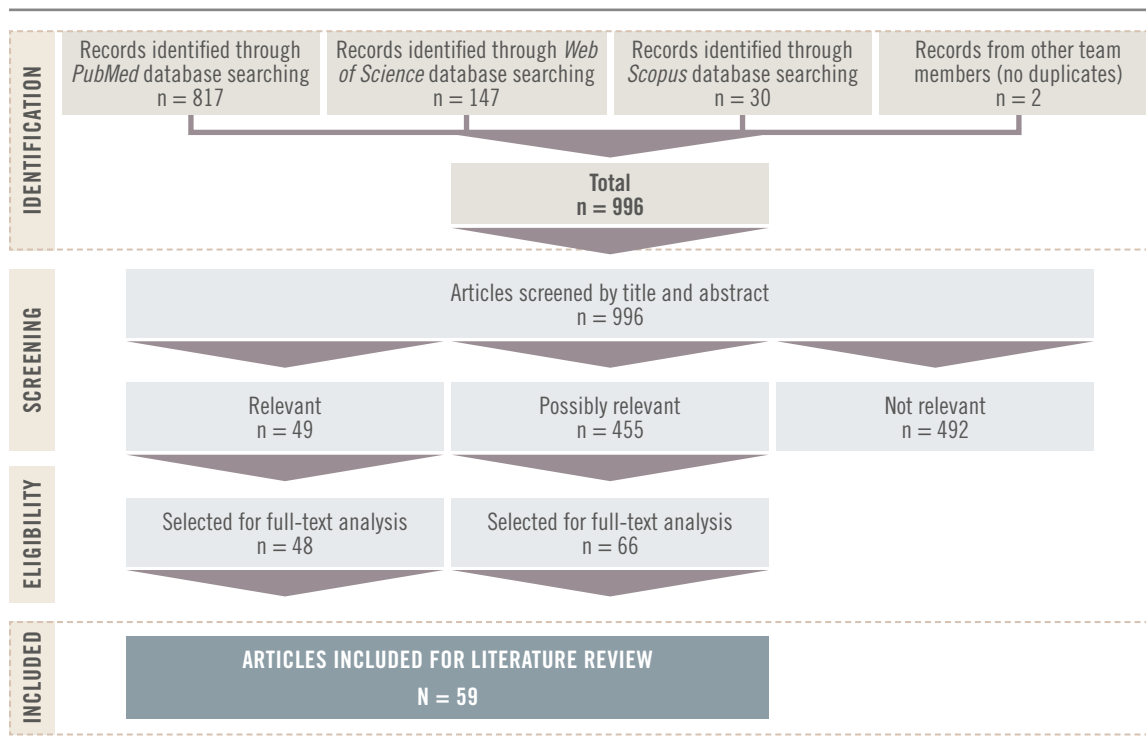 IDENTIFICATION
Records identified through
PubMed database searching
n = 817
Records identified through Web
of Science database searching
n = 147
Records identified through
Scopus database searching
n = 30
Records from other team
members (no duplicates)
n = 2
Total
n = 996
SCREENING
Articles screened by title and abstract
n = 996
Relevant
n = 49
Possibly relevant
n = 455
Not relevant
n = 492
ELIGIBILITY
Selected for full-text analysis
n = 48
Selected for full-text analysis
n = 66
INCLUDED
ARTICLES INCLUDED FOR LITERATURE REVIEW
N = 59